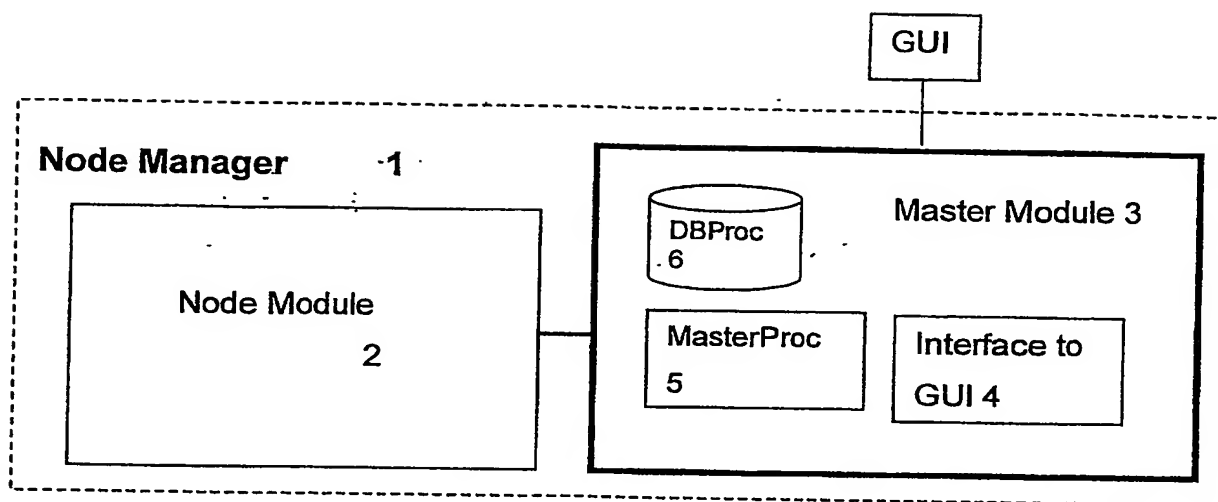 GUI
Node Manager 1
Master Module 3
DBProc
6
Node Module
2
MasterProc
5
Interface to
GUI 4